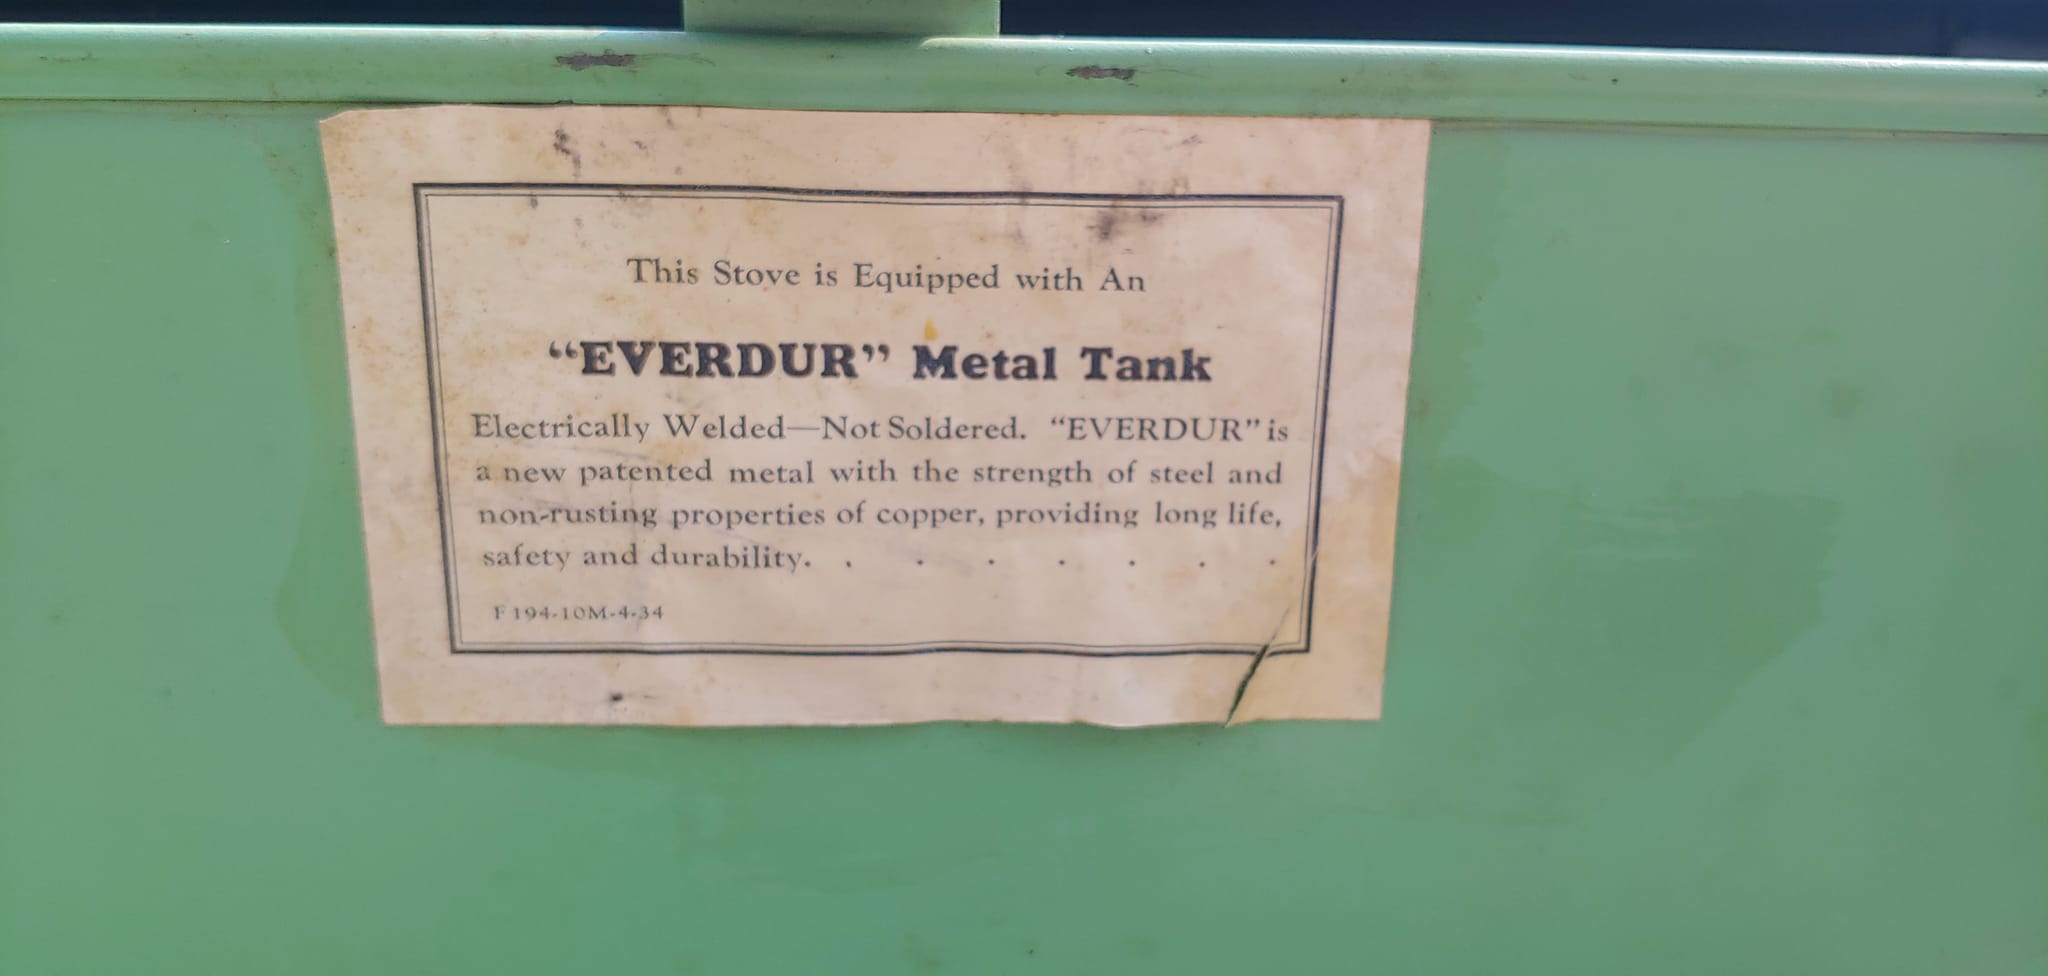 This Stove is Equipped with An
“EVERDUR” Metal Tank
Electrically Welded—Not Soldered. “EVERDUR” is
a new patented metal with the strength of steel and
non-rusting properties of copper, providing long life,
safety and durability. . . . . . . .
F 194-10M-4-34